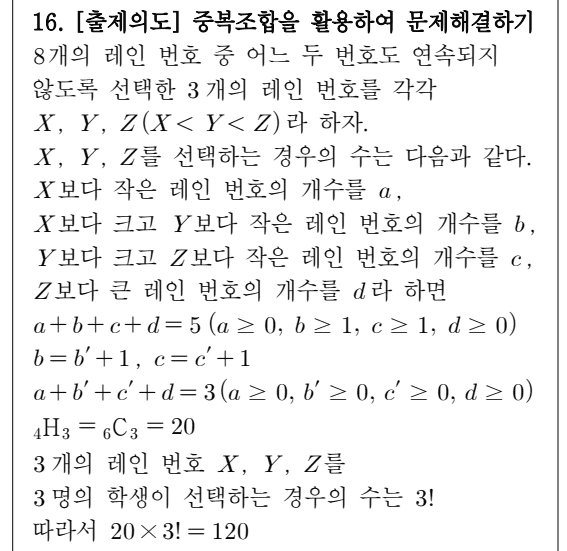 16. [출제의도] 중복조합을 활용하여 문제해결하기
8개의 레인 번호 중 어느 두 번호도 연속되지
않도록 선택한 3개의 레인 번호를 각각
X, Y, Z(X< Y< Z)라 하자.
X, Y, Z를 선택하는 경우의 수는 다음과 같다.
X보다 작은 레인 번호의 개수를 a,
X보다 크고 Y보다 작은 레인 번호의 개수를 b,
Y보다 크고 Z보다 작은 레인 번호의 개수를 c,
Z보다 큰 레인 번호의 개수를 d라 하면
a+b+c+d=5 (a≥0, b≥1, c≥1, d≥0)
b=b′+1, c=c′+1
a+b′+c′+d=3(a≥0, b′≥0, c′≥0, d≥0)
₄H₃=₆C₃=20
3개의 레인 번호 X, Y, Z를
3명의 학생이 선택하는 경우의 수는 3!
따라서 20×3!=120